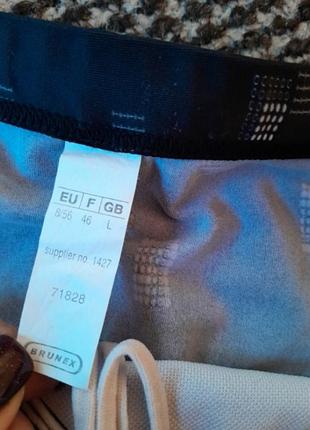 EU F GB
8/56 46 L
supplier no. 1427
71828
BRUNEX